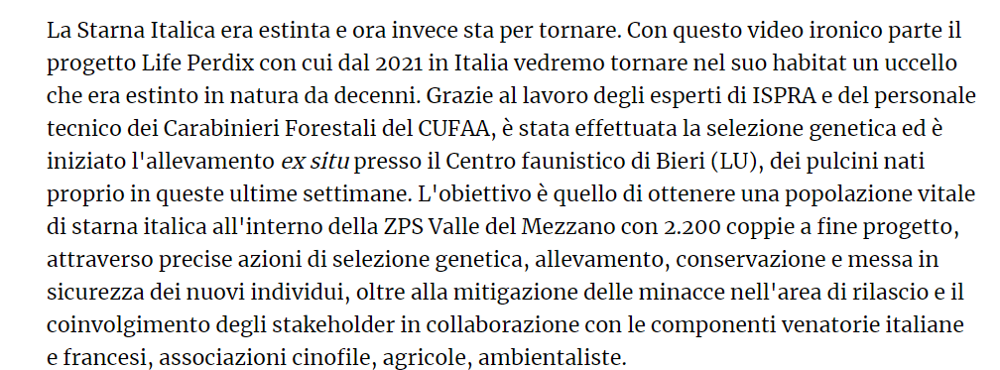 La Starna Italica era estinta e ora invece sta per tornare. Con questo video ironico parte il
progetto Life Perdix con cui dal 2021 in Italia vedremo tornare nel suo habitat un uccello
che era estinto in natura da decenni. Grazie al lavoro degli esperti di ISPRA e del personale
tecnico dei Carabinieri Forestali del CUFAA, è stata effettuata la selezione genetica ed è
iniziato l'allevamento ex situ presso il Centro faunistico di Bieri (LU), dei pulcini nati
proprio in queste ultime settimane. L'obiettivo è quello di ottenere una popolazione vitale
di starna italica all'interno della ZPS Valle del Mezzano con 2.200 coppie a fine progetto,
attraverso precise azioni di selezione genetica, allevamento, conservazione e messa in
sicurezza dei nuovi individui, oltre alla mitigazione delle minacce nell'area di rilascio e il
coinvolgimento degli stakeholder in collaborazione con le componenti venatorie italiane
e francesi, associazioni cinofile, agricole, ambientaliste.